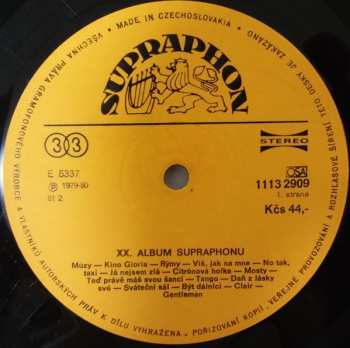 VŠECHNA PRÁVA GRAMOFONOVÉHO VÝROBCE A VLASTNÍKŮ AUTORSKÝCH PRÁV K DÍLU VYHRAZENA. POŘIZOVÁNÍ KOPIÍ, VEŘEJNÉ PROVOZOVÁNÍ A ROZHLASOVÉ ŠÍŘENÍ TÉTO DESKY JE ZAKÁZÁNO
• MADE IN CZECHOSLOVAKIA •
SUPRAPHON
33
STEREO
E 5337
Ⓟ 1979-80
81 2
OSA
1113 2909
1. strana
Kčs 44,-
XX. ALBUM SUPRAPHONU
Múzy — Kino Gloria — Rýmy — Víš, jak na mne — No tak,
taxi — Já nejsem zlá — Citrónová holka — Mosty —
Teď právě máš svou šanci — Tango — Daň z lásky
své — Sváteční sál — Být dálnicí — Clair —
Gentleman